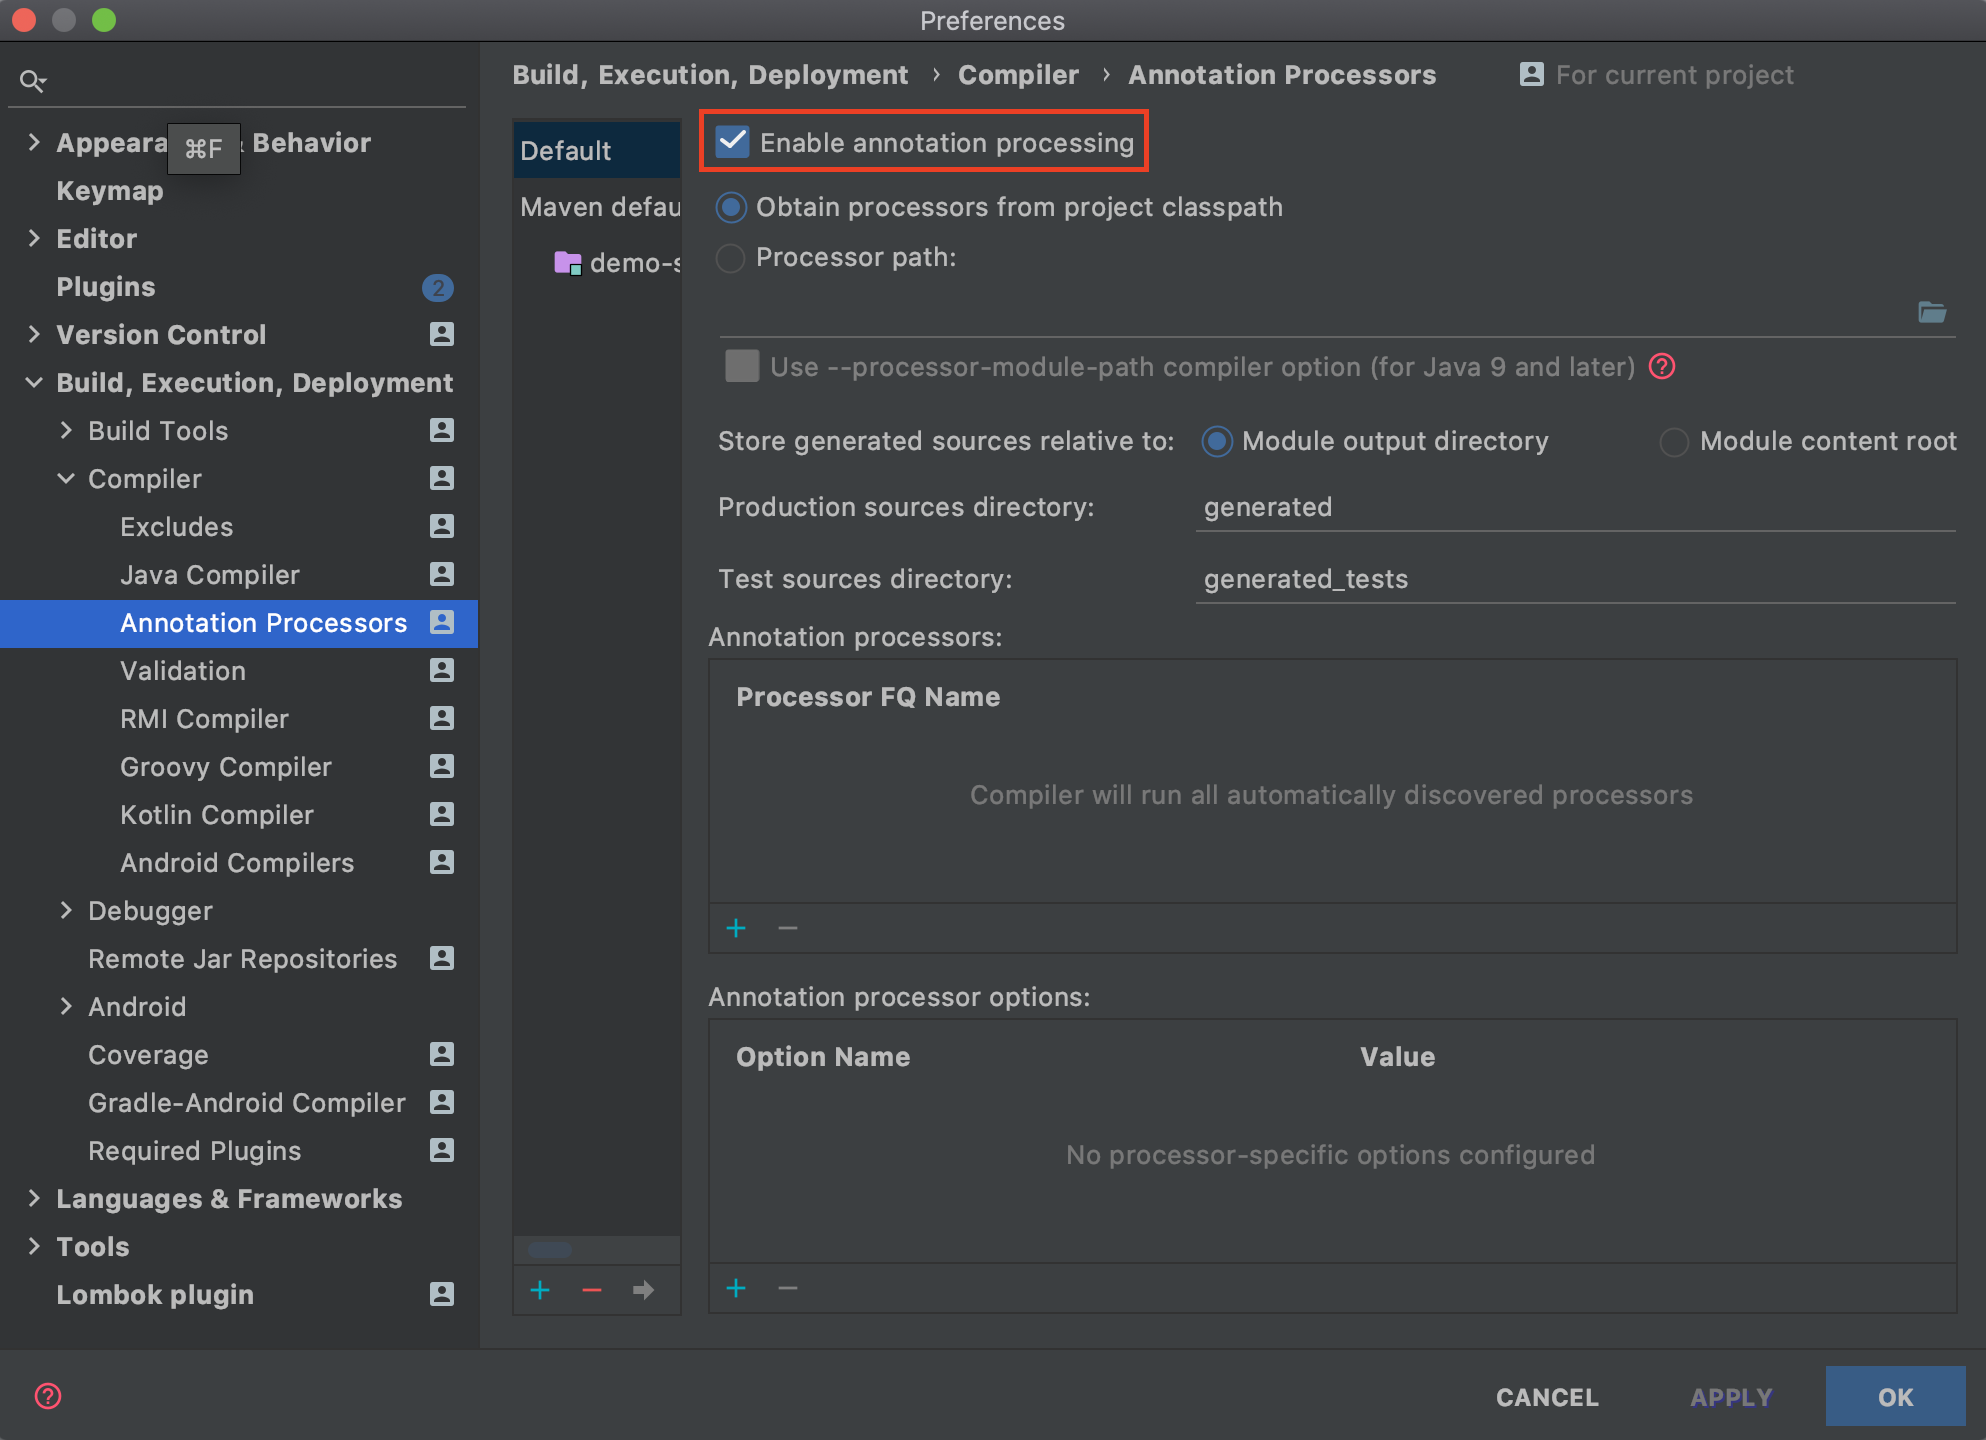 Preferences
⌘F
Appeara & Behavior
Keymap
Editor
Plugins 2
Version Control
Build, Execution, Deployment
Build Tools
Compiler
Excludes
Java Compiler
Annotation Processors
Validation
RMI Compiler
Groovy Compiler
Kotlin Compiler
Android Compilers
Debugger
Remote Jar Repositories
Android
Coverage
Gradle-Android Compiler
Required Plugins
Languages & Frameworks
Tools
Lombok plugin
Build, Execution, Deployment › Compiler › Annotation Processors For current project
Default
Maven defau
demo-s
Enable annotation processing
Obtain processors from project classpath
Processor path:
Use --processor-module-path compiler option (for Java 9 and later) ?
Store generated sources relative to: Module output directory Module content root
Production sources directory: generated
Test sources directory: generated_tests
Annotation processors:
Processor FQ Name
Compiler will run all automatically discovered processors
Annotation processor options:
Option Name Value
No processor-specific options configured
? CANCEL APPLY OK